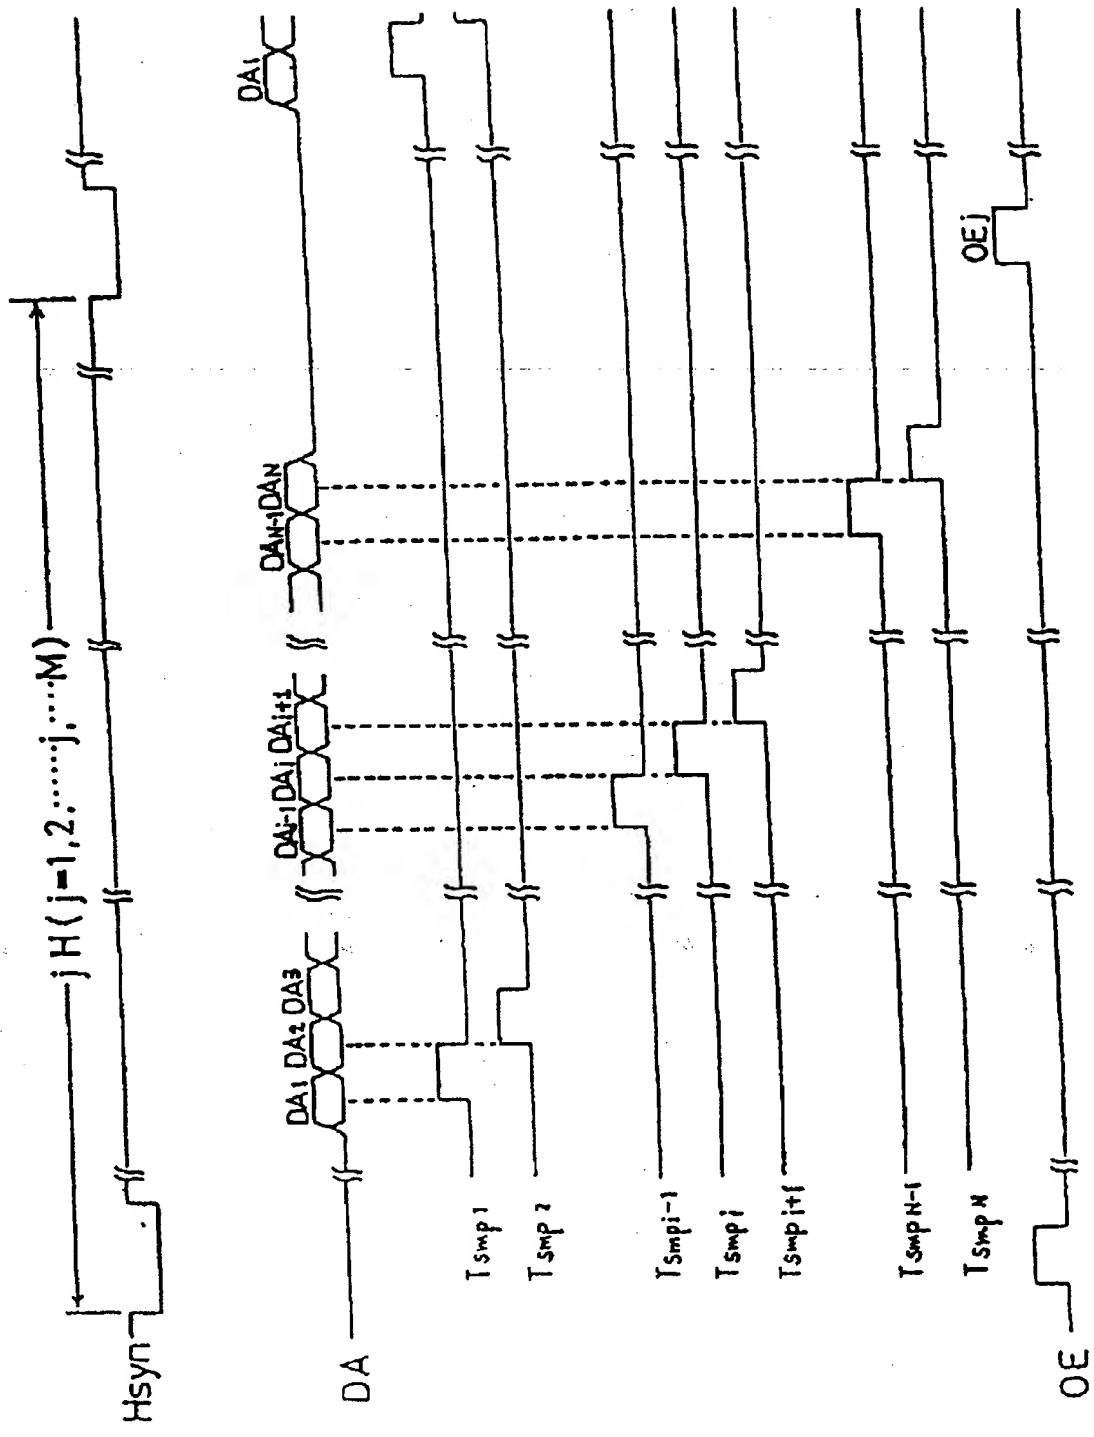 jH(j=1,2.......j.....M)
Hsyn
DA
DA1 DA2 DA3
DAi-1 DAi DAi+1
DAN-1 DAN
DA1
Tsmp1
Tsmp2
Tsmpi-1
Tsmpi
Tsmpi+1
TsmpN-1
TsmpN
OE
OEj